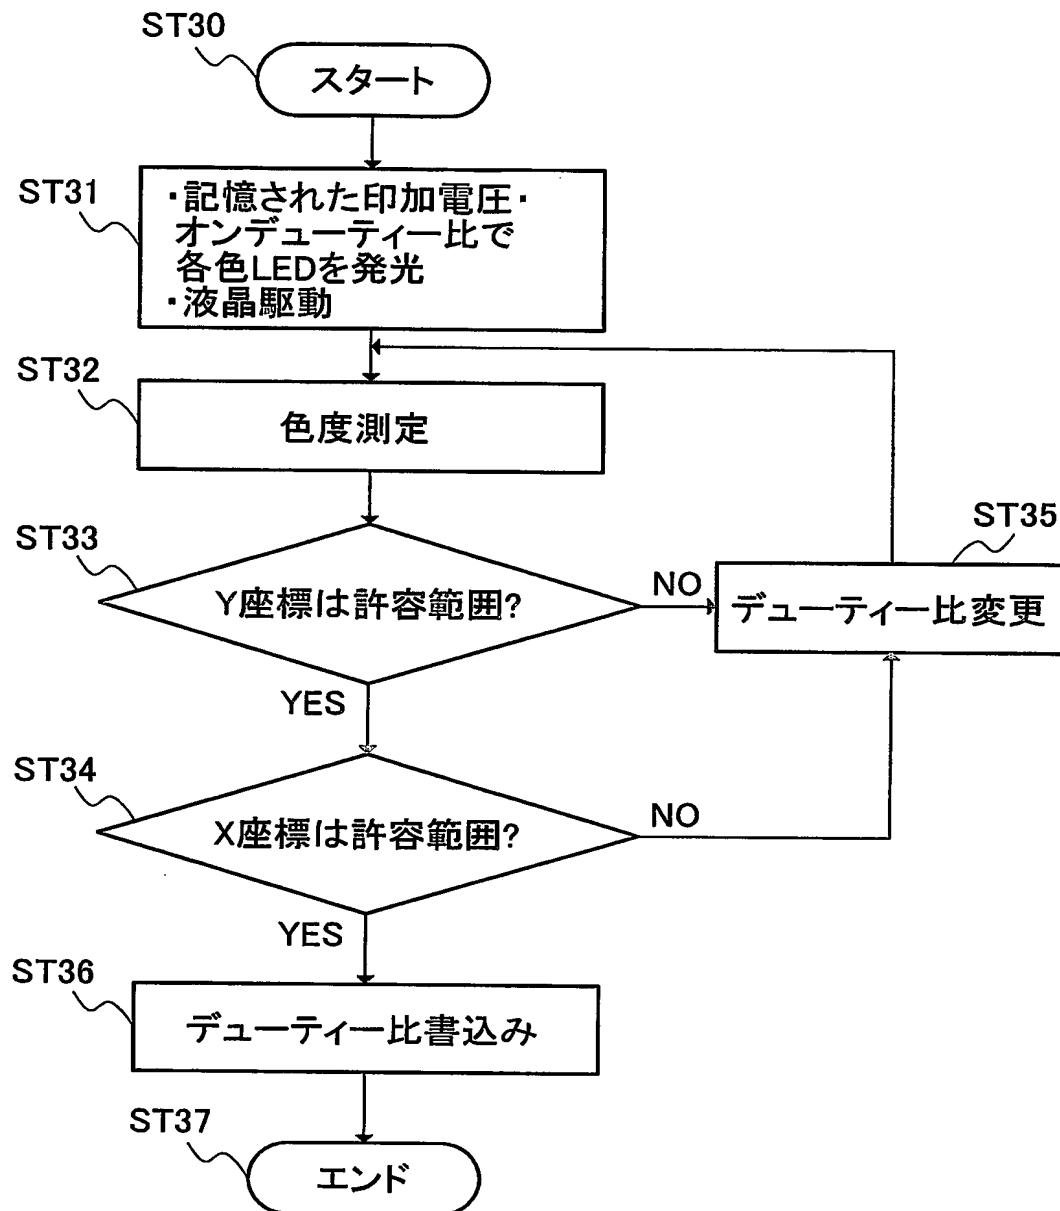 ST30
スタート
ST31
・記憶された印加電圧・
オンデューティー比で
各色LEDを発光
・液晶駆動
ST32
色度測定
ST33
Y座標は許容範囲?
NO
ST35
デューティー比変更
YES
ST34
X座標は許容範囲?
NO
YES
ST36
デューティー比書込み
ST37
エンド